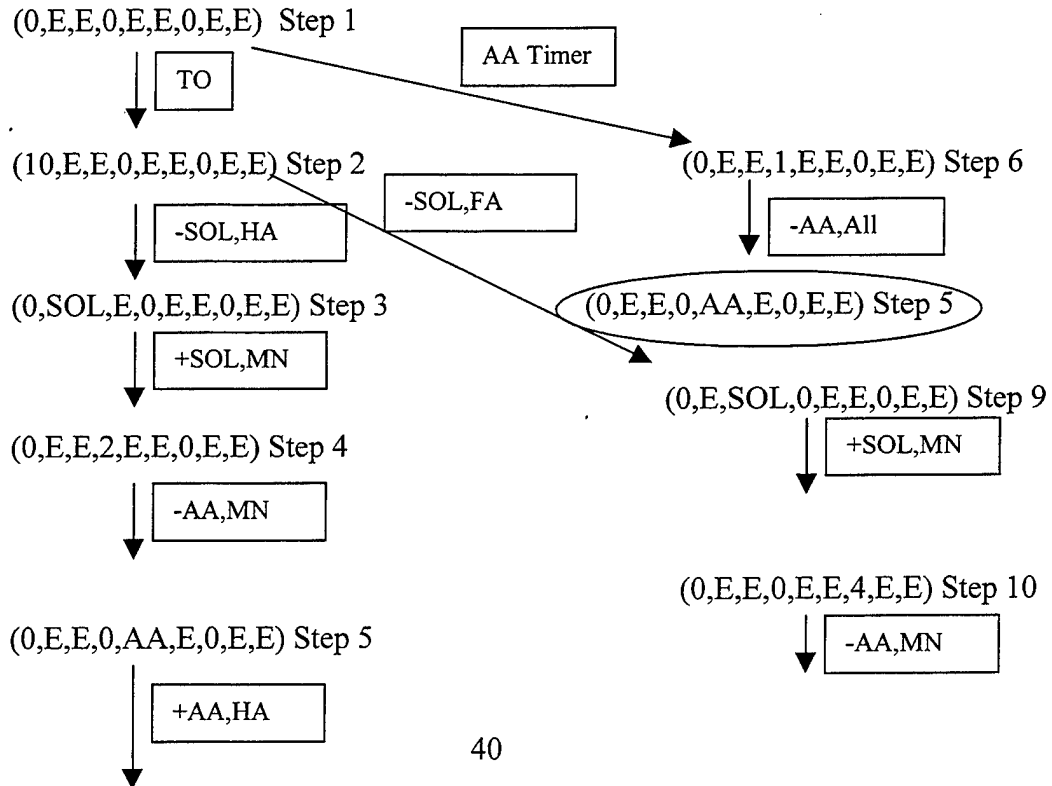 (0,E,E,0,E,E,0,E,E) Step 1
AA Timer
TO
(10,E,E,0,E,E,0,E,E) Step 2
(0,E,E,1,E,E,0,E,E) Step 6
-SOL,FA
-SOL,HA
-AA,All
(0,SOL,E,0,E,E,0,E,E) Step 3
(0,E,E,0,AA,E,0,E,E) Step 5
+SOL,MN
(0,E,SOL,0,E,E,0,E,E) Step 9
(0,E,E,2,E,E,0,E,E) Step 4
+SOL,MN
-AA,MN
(0,E,E,0,E,E,4,E,E) Step 10
(0,E,E,0,AA,E,0,E,E) Step 5
-AA,MN
+AA,HA
40